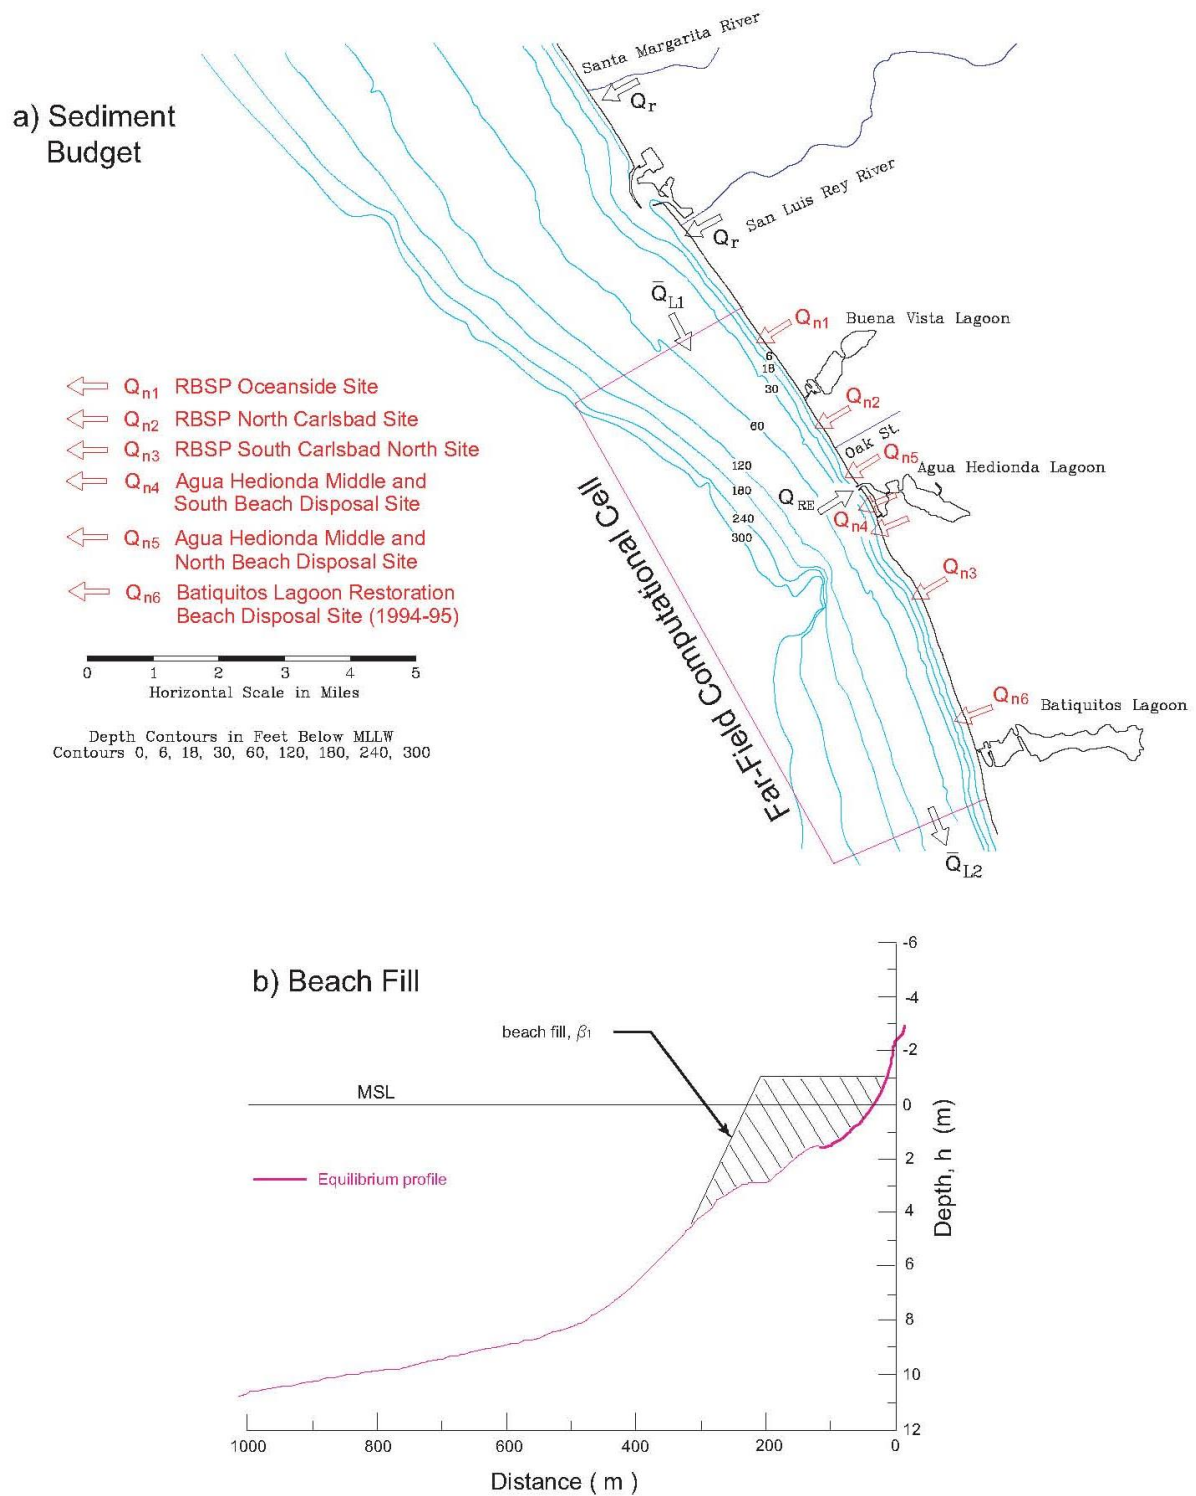 a) Sediment
Budget
Santa Margarita River
Qr
San Luis Rey River
Qr
Q̄L1
Qn1
Buena Vista Lagoon
6
18
30
Qn2
60
Oak St.
Qn5
Agua Hedionda Lagoon
120
180
QRE
Qn4
240
300
Qn3
Far-Field Computational Cell
Qn6
Batiquitos Lagoon
Q̄L2
Qn1 RBSP Oceanside Site
Qn2 RBSP North Carlsbad Site
Qn3 RBSP South Carlsbad North Site
Qn4 Agua Hedionda Middle and
South Beach Disposal Site
Qn5 Agua Hedionda Middle and
North Beach Disposal Site
Qn6 Batiquitos Lagoon Restoration
Beach Disposal Site (1994-95)
0 1 2 3 4 5
Horizontal Scale in Miles
Depth Contours in Feet Below MLLW
Contours 0, 6, 18, 30, 60, 120, 180, 240, 300
b) Beach Fill
beach fill, β1
MSL
Equilibrium profile
-6
-4
-2
0
2
4
6
8
10
12
Depth, h (m)
1000 800 600 400 200 0
Distance ( m )